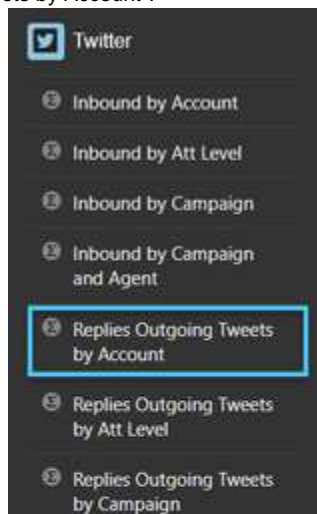 Twitter
Inbound by Account
Inbound by Att Level
Inbound by Campaign
Inbound by Campaign
and Agent
Replies Outgoing Tweets
by Account
Replies Outgoing Tweets
by Att Level
Replies Outgoing Tweets
by Campaign